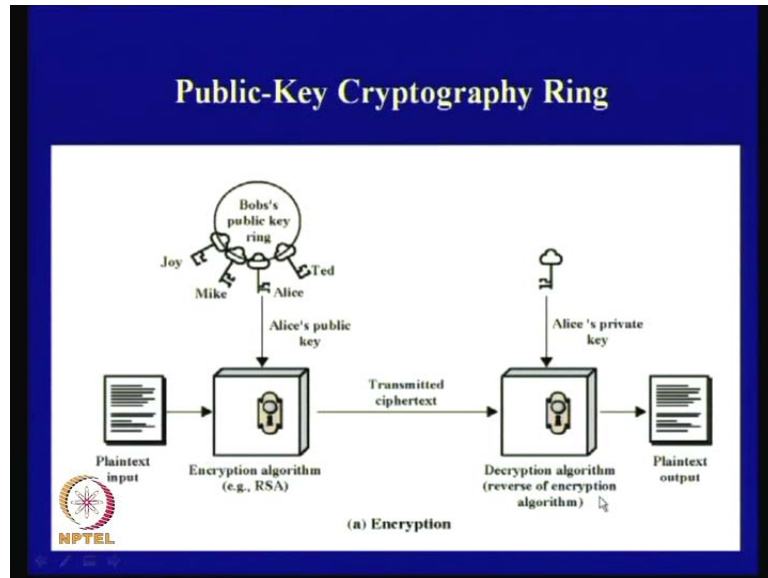 Public-Key Cryptography Ring
Bobs's
public key
ring
Joy
Mike
Alice
Ted
Alice's public
key
Alice 's private
key
Transmitted
ciphertext
Plaintext
input
Encryption algorithm
(e.g., RSA)
Decryption algorithm
(reverse of encryption
algorithm)
Plaintext
output
(a) Encryption
NPTEL